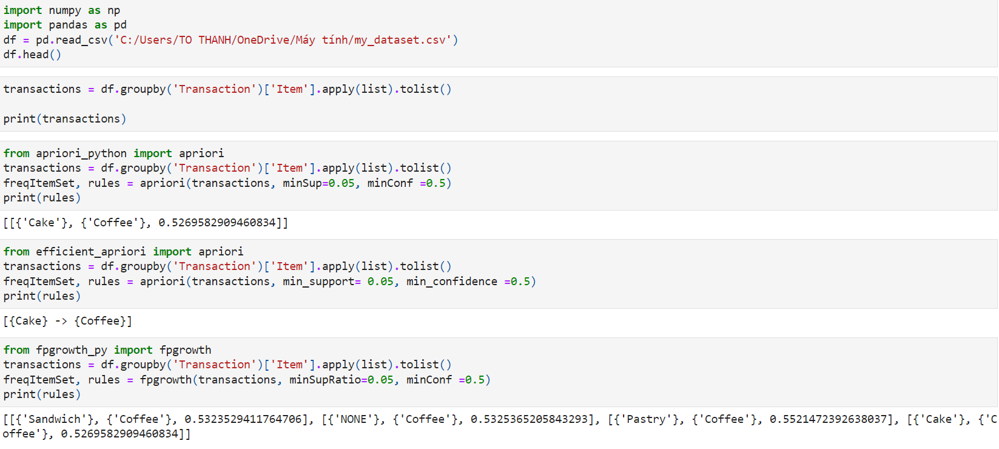 import numpy as np
import pandas as pd
df = pd.read_csv('C:/Users/TO THANH/OneDrive/Máy tính/my_dataset.csv')
df.head()
transactions = df.groupby('Transaction')['Item'].apply(list).tolist()
print(transactions)
from apriori_python import apriori
transactions = df.groupby('Transaction')['Item'].apply(list).tolist()
freqItemSet, rules = apriori(transactions, minSup=0.05, minConf =0.5)
print(rules)
[[{'Cake'}, {'Coffee'}, 0.5269582909460834]]
from efficient_apriori import apriori
transactions = df.groupby('Transaction')['Item'].apply(list).tolist()
freqItemSet, rules = apriori(transactions, min_support= 0.05, min_confidence =0.5)
print(rules)
[{Cake} -> {Coffee}]
from fpgrowth_py import fpgrowth
transactions = df.groupby('Transaction')['Item'].apply(list).tolist()
freqItemSet, rules = fpgrowth(transactions, minSupRatio=0.05, minConf =0.5)
print(rules)
[[{'Sandwich'}, {'Coffee'}, 0.5323529411764706], [{'NONE'}, {'Coffee'}, 0.5325365205843293], [{'Pastry'}, {'Coffee'}, 0.5521472392638037], [{'Cake'}, {'C
offee'}, 0.5269582909460834]]